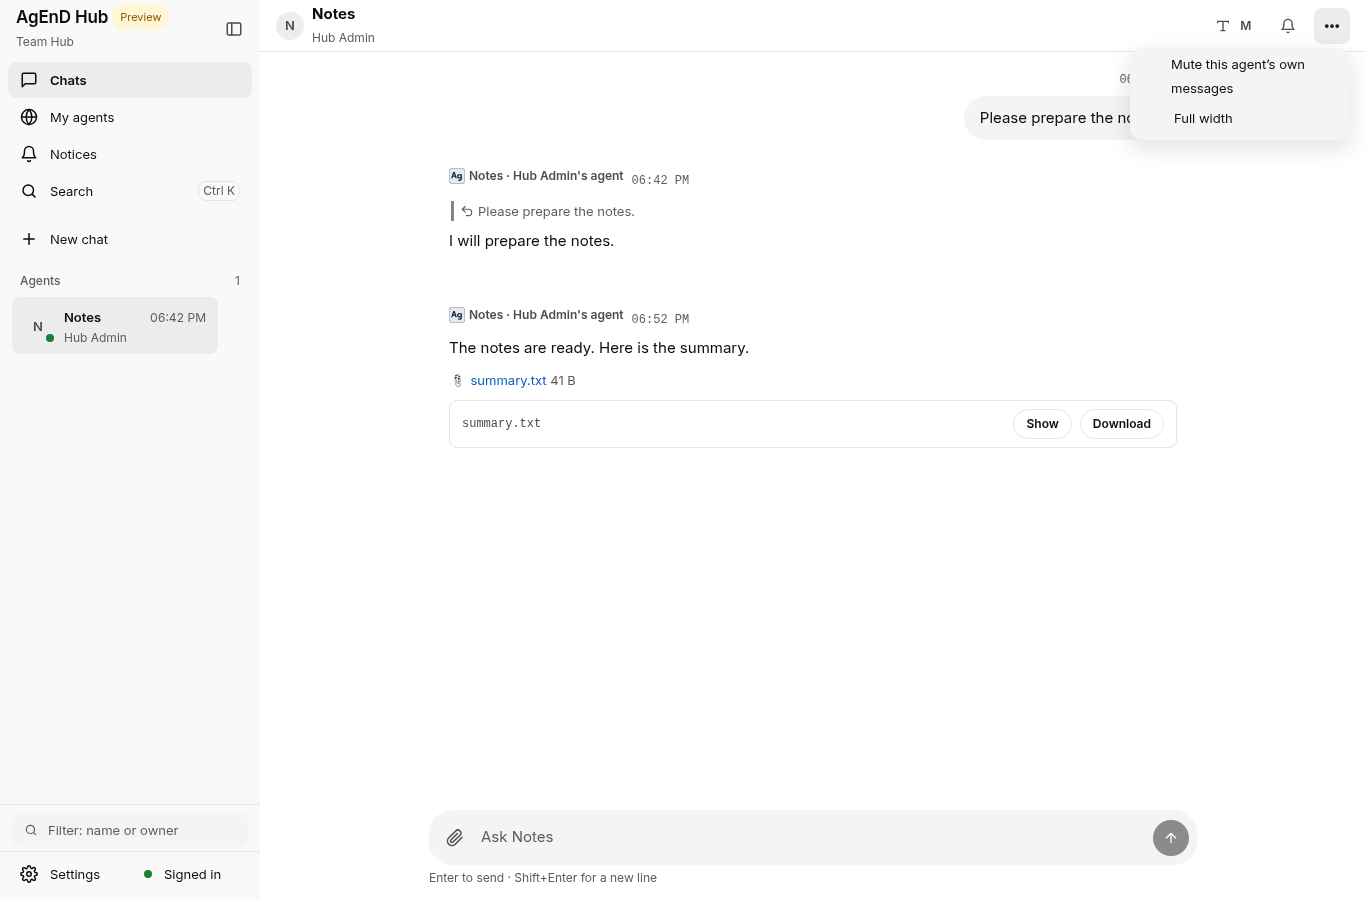 AgEnD Hub Preview
Team Hub
Chats
My agents
Notices
Search Ctrl K
New chat
Agents 1
N Notes 06:42 PM
Hub Admin
Filter: name or owner
Settings Signed in
N Notes
Hub Admin
T M
Mute this agent’s own
messages
Full width
06
Please prepare the
Ag Notes · Hub Admin's agent 06:42 PM
Please prepare the notes.
I will prepare the notes.
Ag Notes · Hub Admin's agent 06:52 PM
The notes are ready. Here is the summary.
summary.txt 41 B
summary.txt Show Download
Ask Notes
Enter to send · Shift+Enter for a new line